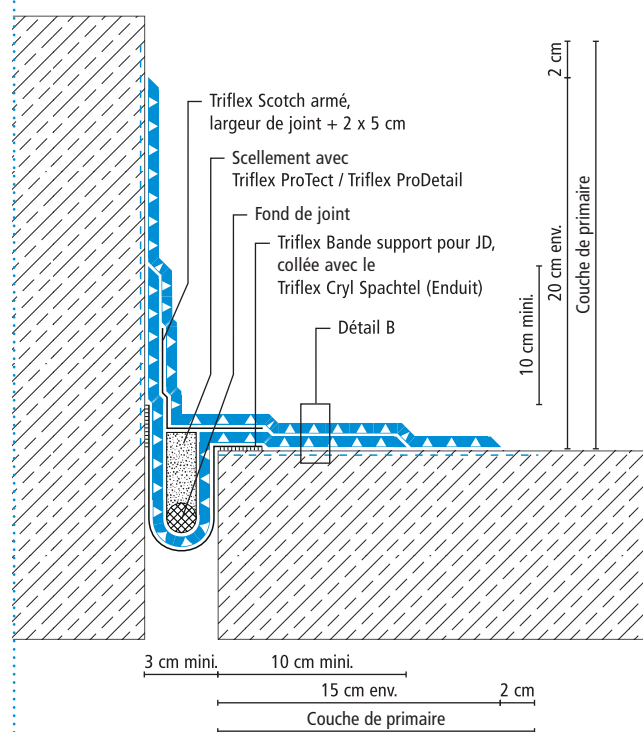 Triflex Scotch armé,
largeur de joint + 2 x 5 cm
Scellement avec
Triflex ProTect / Triflex ProDetail
Fond de joint
Triflex Bande support pour JD,
collée avec le
Triflex Cryl Spachtel (Enduit)
Détail B
2 cm
20 cm env.
Couche de primaire
10 cm mini.
3 cm mini.
10 cm mini.
15 cm env.
2 cm
Couche de primaire